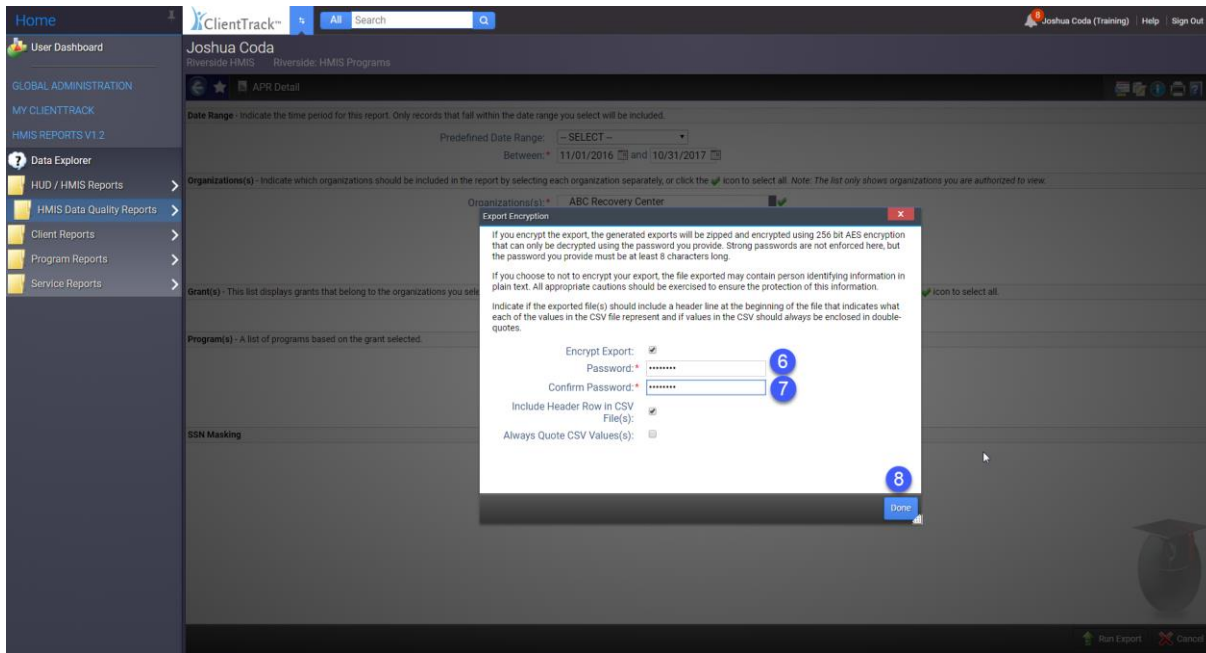 Home
ClientTrack™
All Search
8
Joshua Coda (Training) | Help | Sign Out
User Dashboard
Joshua Coda
Riverside HMIS Riverside: HMIS Programs
GLOBAL ADMINISTRATION
APR Detail
MY CLIENTTRACK
HMIS REPORTS V1.2
Data Explorer
HUD / HMIS Reports
HMIS Data Quality Reports
Client Reports
Program Reports
Service Reports
Date Range - Indicate the time period for this report. Only records that fall within the date range you select will be included.
Predefined Date Range: -- SELECT --
Between:* 11/01/2016 and 10/31/2017
Organizations(s) - Indicate which organizations should be included in the report by selecting each organization separately, or click the icon to select all. Note: The list only shows organizations you are authorized to view.
Organizations(s):* ABC Recovery Center
Grant(s) - This list displays grants that belong to the organizations you sele
icon to select all.
Program(s) - A list of programs based on the grant selected.
SSN Masking
Export Encryption
x
If you encrypt the export, the generated exports will be zipped and encrypted using 256 bit AES encryption
that can only be decrypted using the password you provide. Strong passwords are not enforced here, but
the password you provide must be at least 8 characters long.
If you choose to not to encrypt your export, the file exported may contain person identifying information in
plain text. All appropriate cautions should be exercised to ensure the protection of this information.
Indicate if the exported file(s) should include a header line at the beginning of the file that indicates what
each of the values in the CSV file represent and if values in the CSV should always be enclosed in double-
quotes.
Encrypt Export:
Password:* •••••••• 6
Confirm Password:* •••••••• 7
Include Header Row in CSV
File(s):
Always Quote CSV Values(s):
8
Done
Run Export Cancel